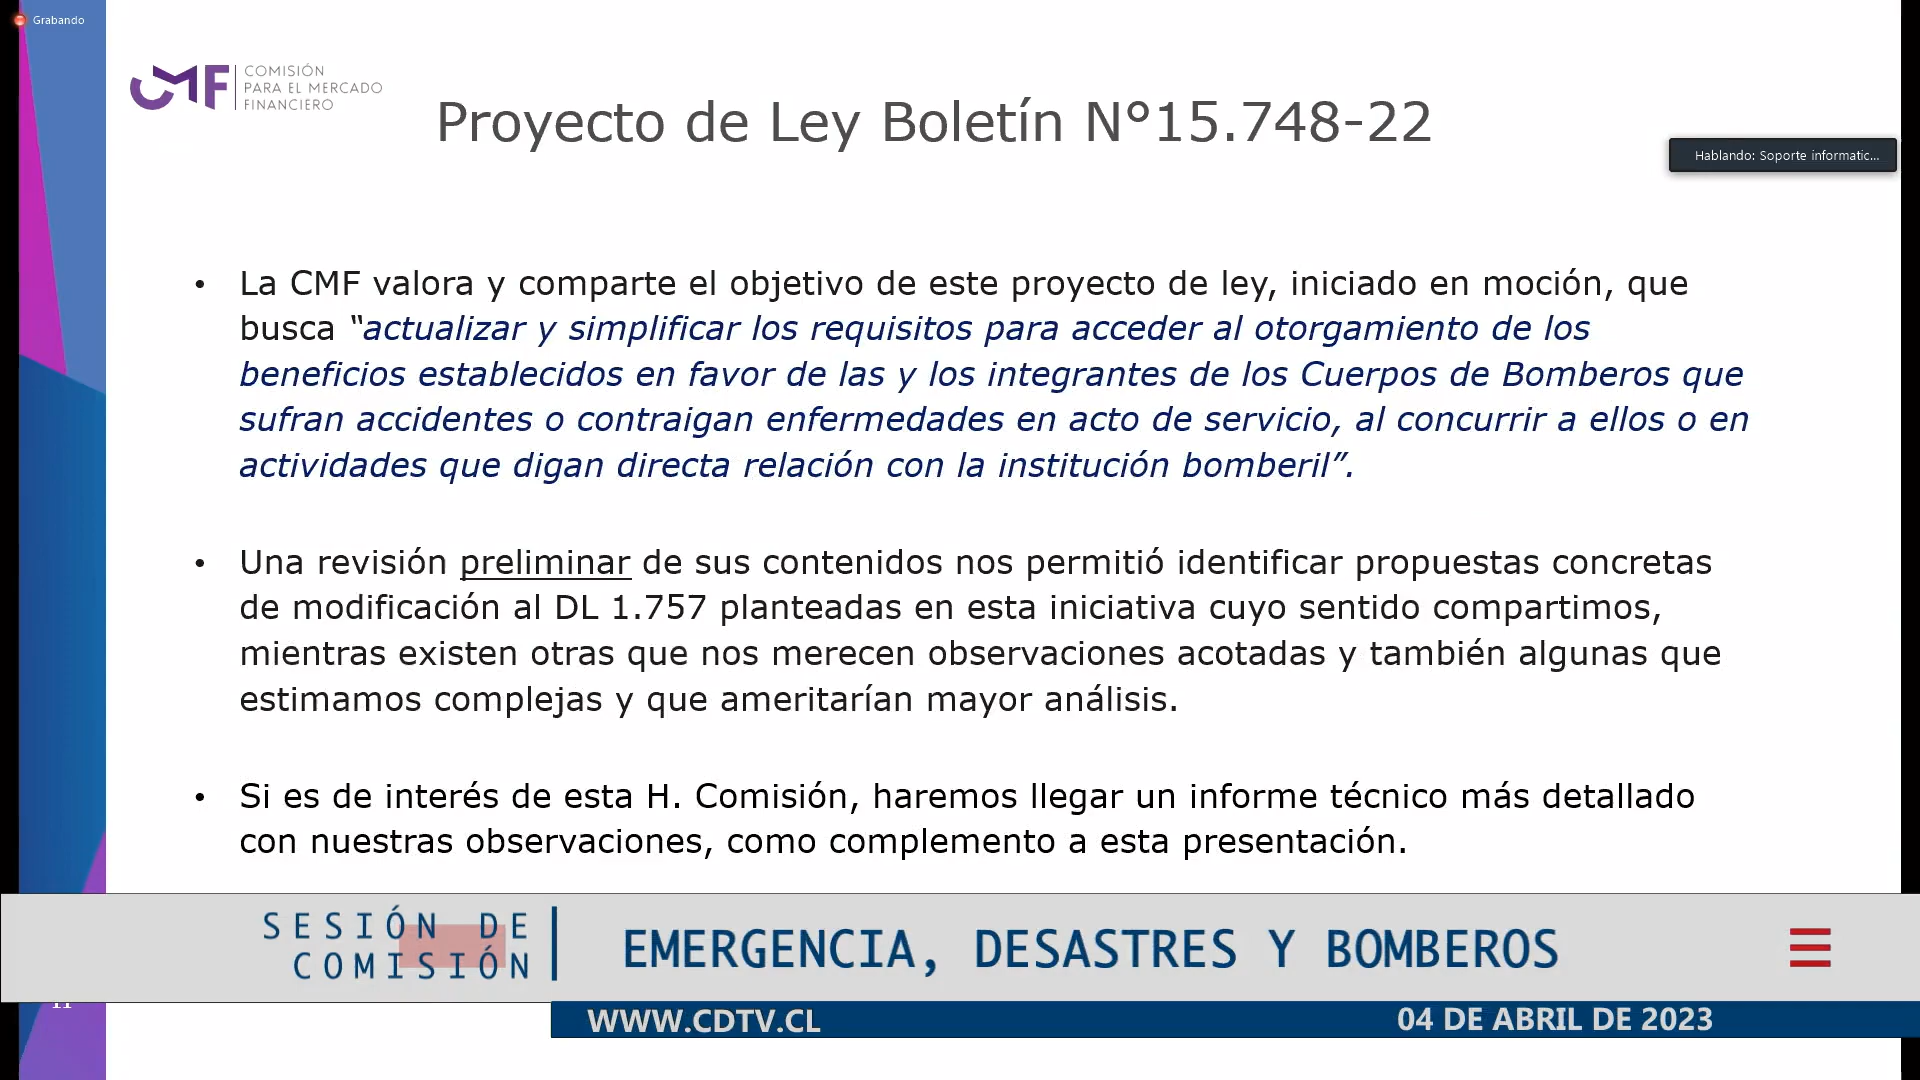 Grabando
CMF COMISIÓN
PARA EL MERCADO
FINANCIERO
Proyecto de Ley Boletín N°15.748-22
Hablando: Soporte informatic...
• La CMF valora y comparte el objetivo de este proyecto de ley, iniciado en moción, que
busca “actualizar y simplificar los requisitos para acceder al otorgamiento de los
beneficios establecidos en favor de las y los integrantes de los Cuerpos de Bomberos que
sufran accidentes o contraigan enfermedades en acto de servicio, al concurrir a ellos o en
actividades que digan directa relación con la institución bomberil”.
• Una revisión preliminar de sus contenidos nos permitió identificar propuestas concretas
de modificación al DL 1.757 planteadas en esta iniciativa cuyo sentido compartimos,
mientras existen otras que nos merecen observaciones acotadas y también algunas que
estimamos complejas y que ameritarían mayor análisis.
• Si es de interés de esta H. Comisión, haremos llegar un informe técnico más detallado
con nuestras observaciones, como complemento a esta presentación.
SESIÓN DE
COMISIÓN
EMERGENCIA, DESASTRES Y BOMBEROS
WWW.CDTV.CL
04 DE ABRIL DE 2023